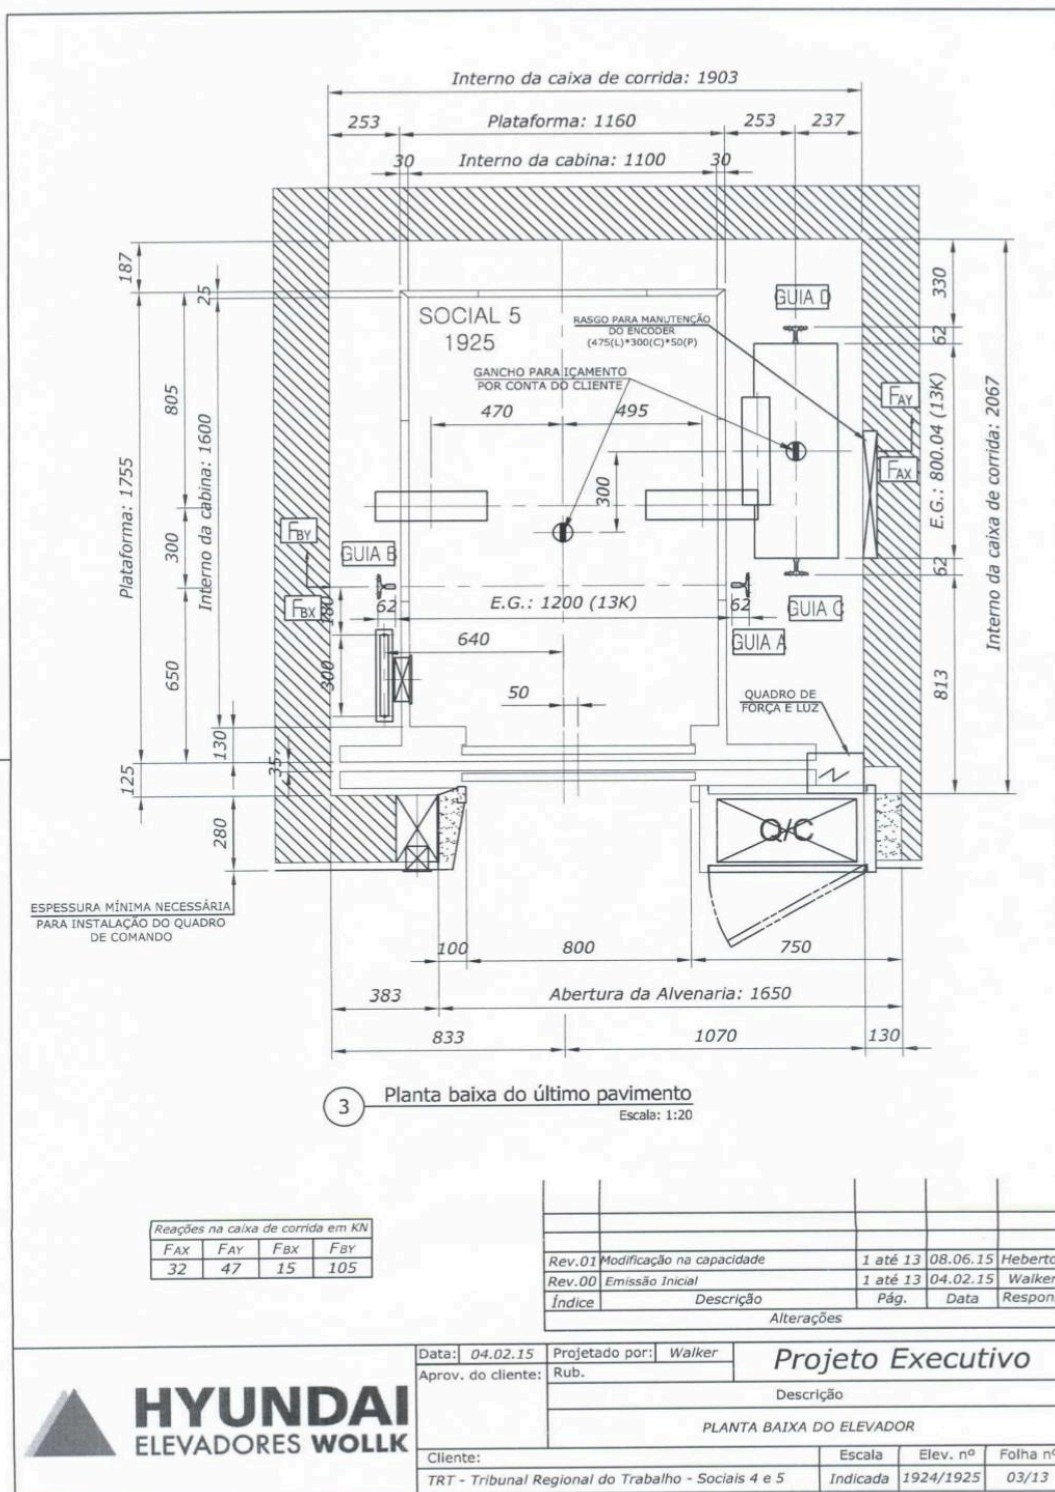 Interno da caixa de corrida: 1903
253
Plataforma: 1160
253
237
30
Interno da cabina: 1100
30
187
25
805
300
650
Plataforma: 1755
Interno da cabina: 1600
130
35
125
280
SOCIAL 5
1925
RASGO PARA MANUTENÇÃO
DO ENCODER
(475(L)*300(C)*50(P)
GANCHO PARA IÇAMENTO
POR CONTA DO CLIENTE
470
495
300
GUIA D
330
62
FAY
FAX
E.G.: 800.04 (13K)
Interno da caixa de corrida: 2067
62
813
FBY
GUIA B
FBX
180
62
E.G.: 1200 (13K)
62
GUIA C
GUIA A
640
300
50
QUADRO DE
FORÇA E LUZ
Q/C
ESPESSURA MÍNIMA NECESSÁRIA
PARA INSTALAÇÃO DO QUADRO
DE COMANDO
100
800
750
383
Abertura da Alvenaria: 1650
833
1070
130
3
Planta baixa do último pavimento
Escala: 1:20
Reações na caixa de corrida em KN
FAX FAY FBX FBY
32 47 15 105
Rev.01 Modificação na capacidade 1 até 13 08.06.15 Heberto
Rev.00 Emissão Inicial 1 até 13 04.02.15 Walker
Índice Descrição Pág. Data Respon
Alterações
HYUNDAI
ELEVADORES WOLLK
Data: 04.02.15
Projetado por: Walker
Projeto Executivo
Aprov. do cliente:
Rub.
Descrição
PLANTA BAIXA DO ELEVADOR
Cliente:
Escala Elev. nº Folha nº
TRT - Tribunal Regional do Trabalho - Sociais 4 e 5
Indicada 1924/1925 03/13